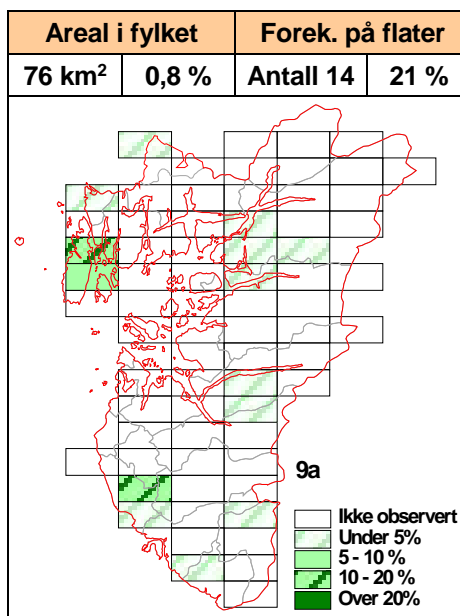 Areal i fylket Forek. på flater
76 km² 0,8 % Antall 14 21 %
9a
Ikke observert
Under 5%
5 - 10 %
10 - 20 %
Over 20%